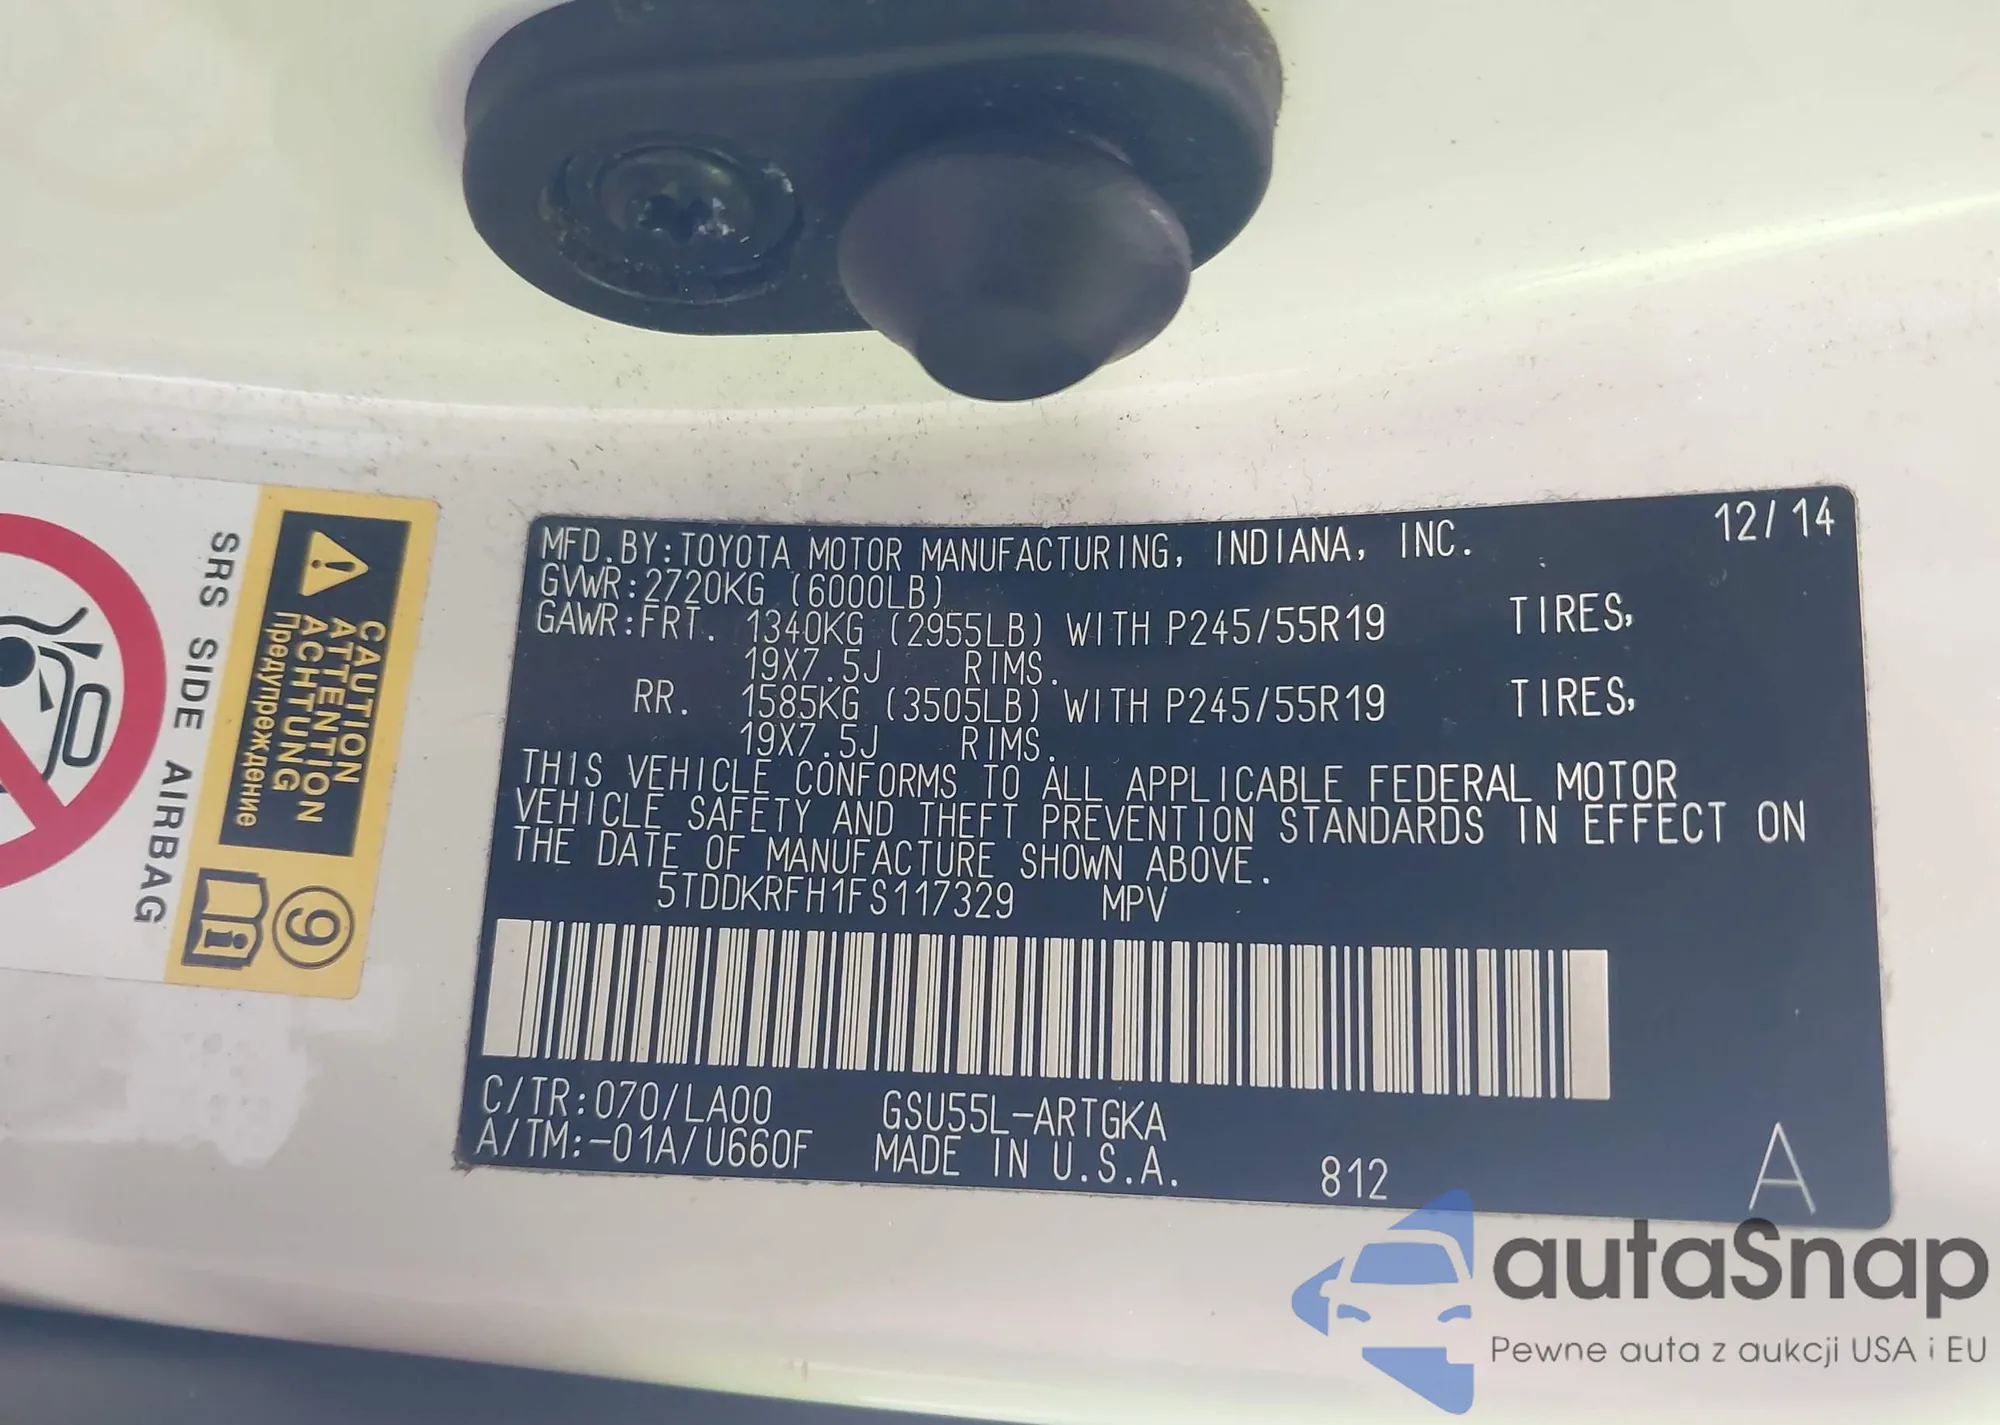 12/14
MFD.BY:TOYOTA MOTOR MANUFACTURING, INDIANA, INC.
GVWR:2720KG (6000LB)
GAWR:FRT. 1340KG (2955LB) WITH P245/55R19 TIRES,
19X7.5J RIMS.
RR. 1585KG (3505LB) WITH P245/55R19 TIRES,
19X7.5J RIMS.
THIS VEHICLE CONFORMS TO ALL APPLICABLE FEDERAL MOTOR
VEHICLE SAFETY AND THEFT PREVENTION STANDARDS IN EFFECT ON
THE DATE OF MANUFACTURE SHOWN ABOVE.
5TDDKRFH1FS117329 MPV
C/TR:070/LA00 GSU55L-ARTGKA
A/TM:-01A/U660F MADE IN U.S.A. 812 A
CAUTION
ATTENTION
ACHTUNG
Предупреждение
SRS SIDE AIRBAG
9
i
autaSnap
Pewne auta z aukcji USA i EU